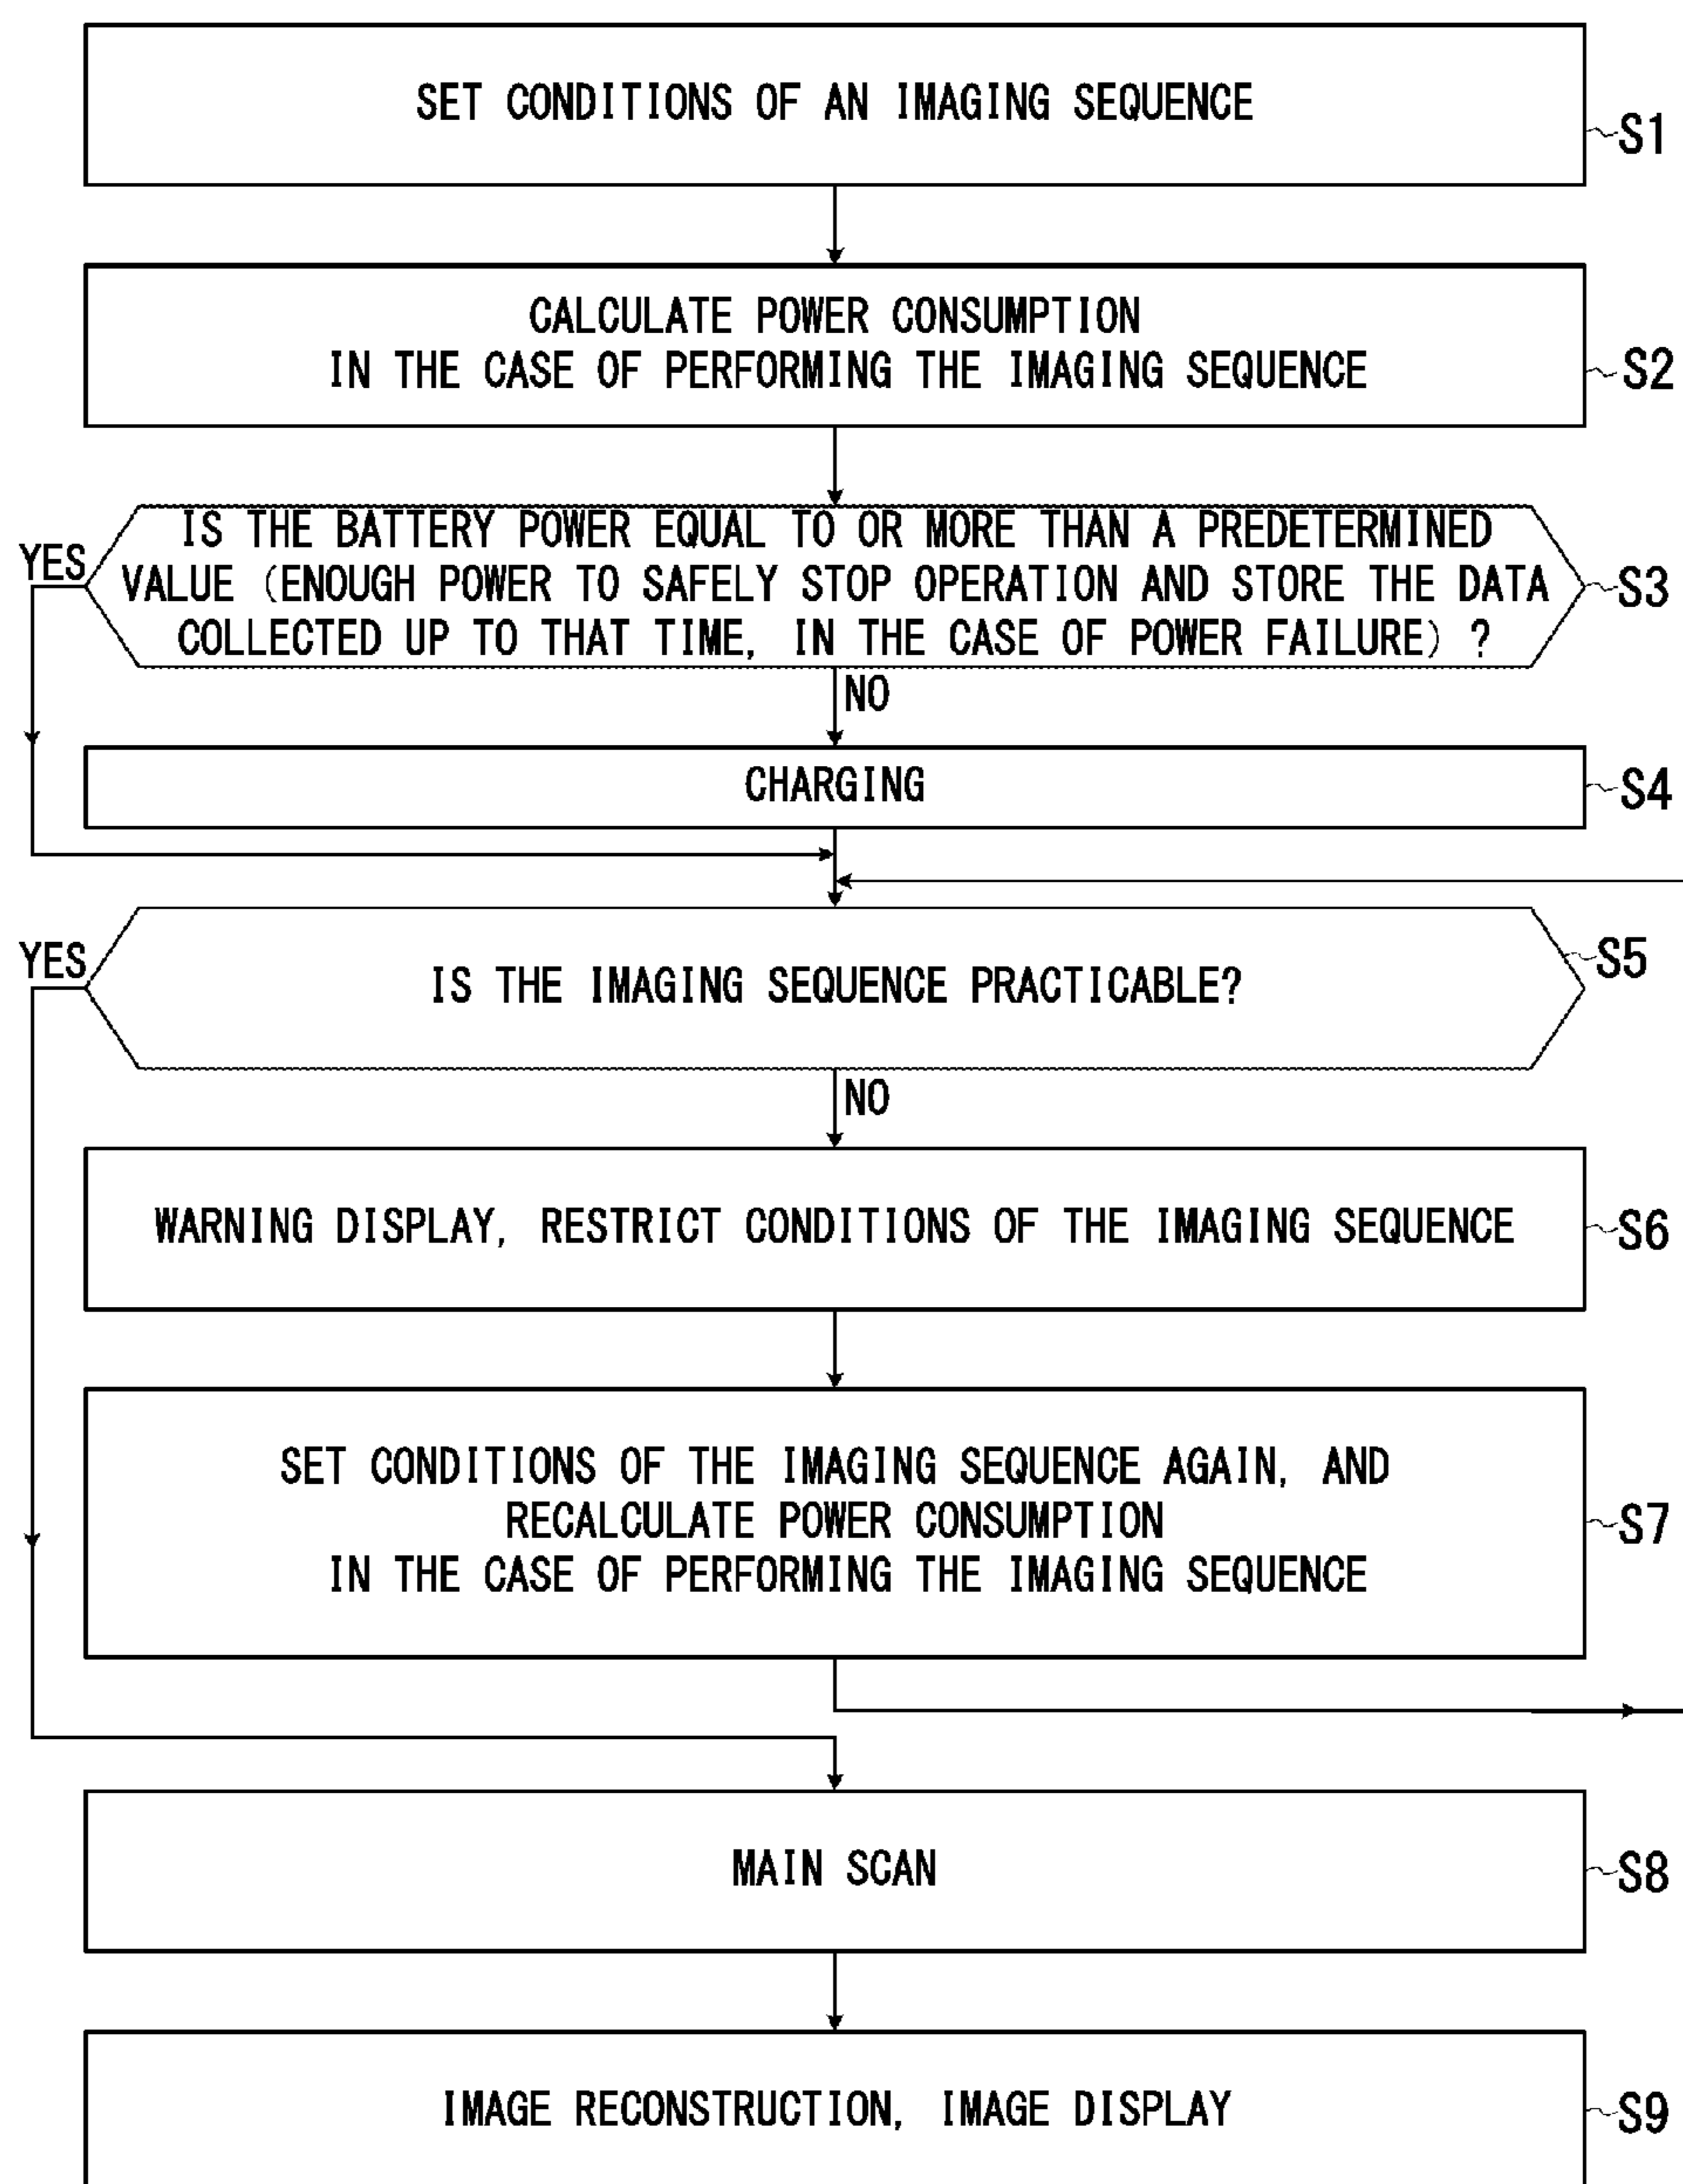 SET CONDITIONS OF AN IMAGING SEQUENCE
S1
CALCULATE POWER CONSUMPTION
IN THE CASE OF PERFORMING THE IMAGING SEQUENCE
S2
YES
IS THE BATTERY POWER EQUAL TO OR MORE THAN A PREDETERMINED
VALUE (ENOUGH POWER TO SAFELY STOP OPERATION AND STORE THE DATA
COLLECTED UP TO THAT TIME, IN THE CASE OF POWER FAILURE) ?
S3
NO
CHARGING
S4
YES
IS THE IMAGING SEQUENCE PRACTICABLE?
S5
NO
WARNING DISPLAY, RESTRICT CONDITIONS OF THE IMAGING SEQUENCE
S6
SET CONDITIONS OF THE IMAGING SEQUENCE AGAIN, AND
RECALCULATE POWER CONSUMPTION
IN THE CASE OF PERFORMING THE IMAGING SEQUENCE
S7
MAIN SCAN
S8
IMAGE RECONSTRUCTION, IMAGE DISPLAY
S9